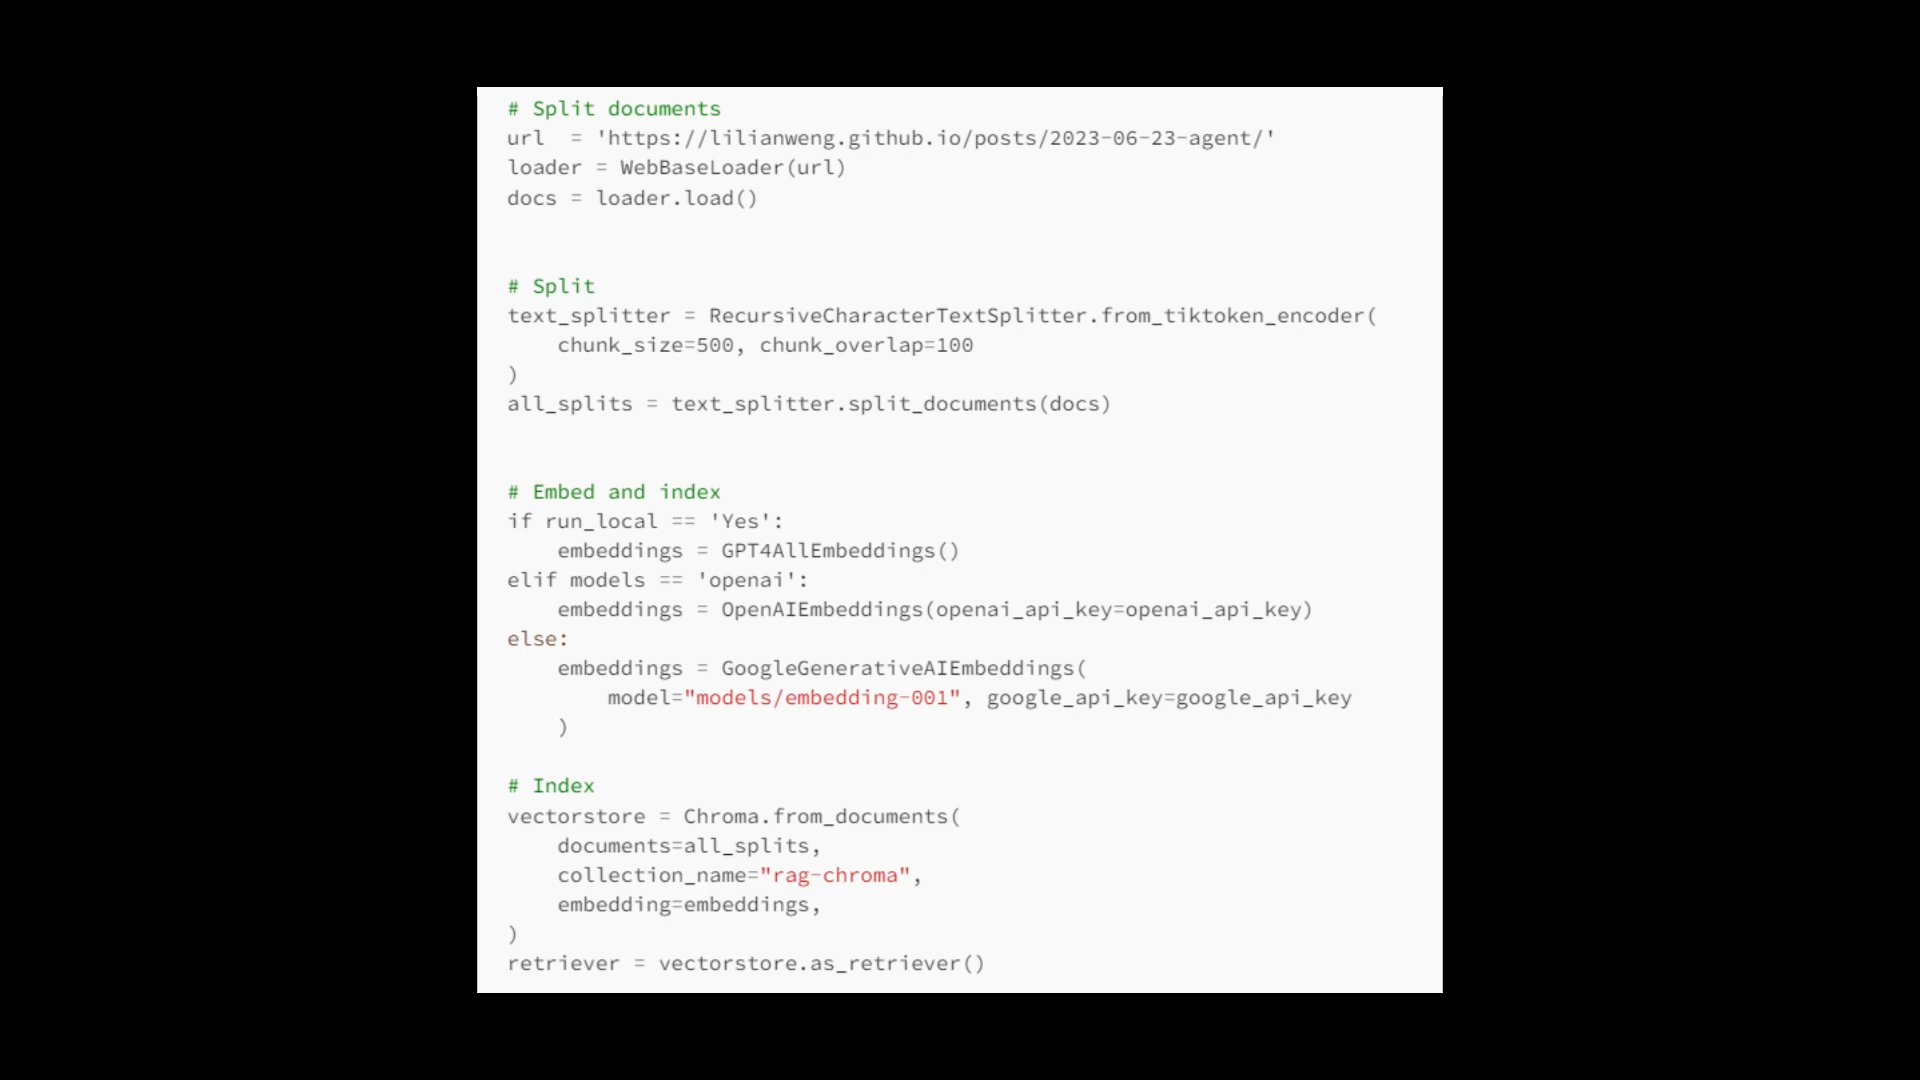 # Split documents
url  = 'https://lilianweng.github.io/posts/2023-06-23-agent/'
loader = WebBaseLoader(url)
docs = loader.load()
# Split
text_splitter = RecursiveCharacterTextSplitter.from_tiktoken_encoder(
    chunk_size=500, chunk_overlap=100
)
all_splits = text_splitter.split_documents(docs)
# Embed and index
if run_local == 'Yes':
    embeddings = GPT4AllEmbeddings()
elif models == 'openai':
    embeddings = OpenAIEmbeddings(openai_api_key=openai_api_key)
else:
    embeddings = GoogleGenerativeAIEmbeddings(
        model="models/embedding-001", google_api_key=google_api_key
    )
# Index
vectorstore = Chroma.from_documents(
    documents=all_splits,
    collection_name="rag-chroma",
    embedding=embeddings,
)
retriever = vectorstore.as_retriever()